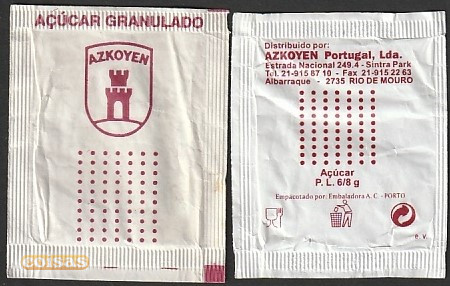 AÇÚCAR GRANULADO
AZKOYEN
coisas
Distribuido por:
AZKOYEN Portugal, Lda.
Estrada Nacional 249.4 - Sintra Park
Tel. 21-915 87 10 - Fax 21-915 22 63
Albarraque - 2735 RIO DE MOURO
Açúcar
P. L. 6/8 g
Empacotado por: Embaladora A. C. - PORTO
e. v.